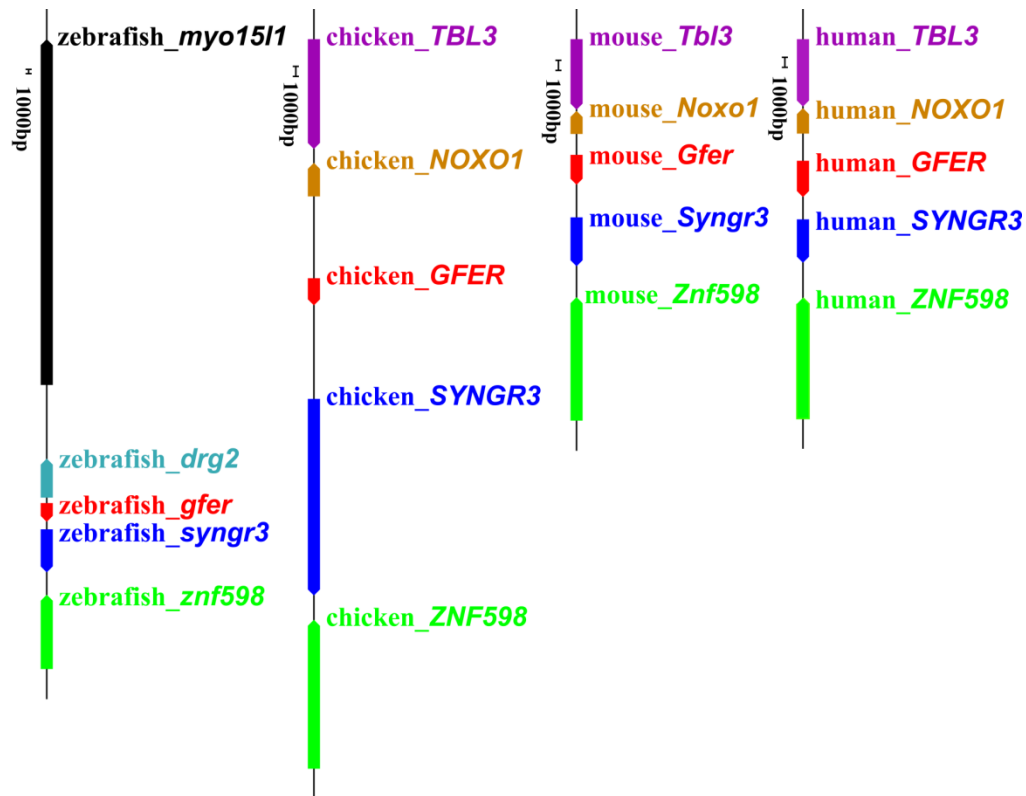 zebrafish_myo15l1
1000bp
zebrafish_drg2
zebrafish_gfer
zebrafish_syngr3
zebrafish_znf598
chicken_TBL3
1000bp
chicken_NOXO1
chicken_GFER
chicken_SYNGR3
chicken_ZNF598
mouse_Tbl3
1000bp
mouse_Noxo1
mouse_Gfer
mouse_Syngr3
mouse_Znf598
human_TBL3
1000bp
human_NOXO1
human_GFER
human_SYNGR3
human_ZNF598